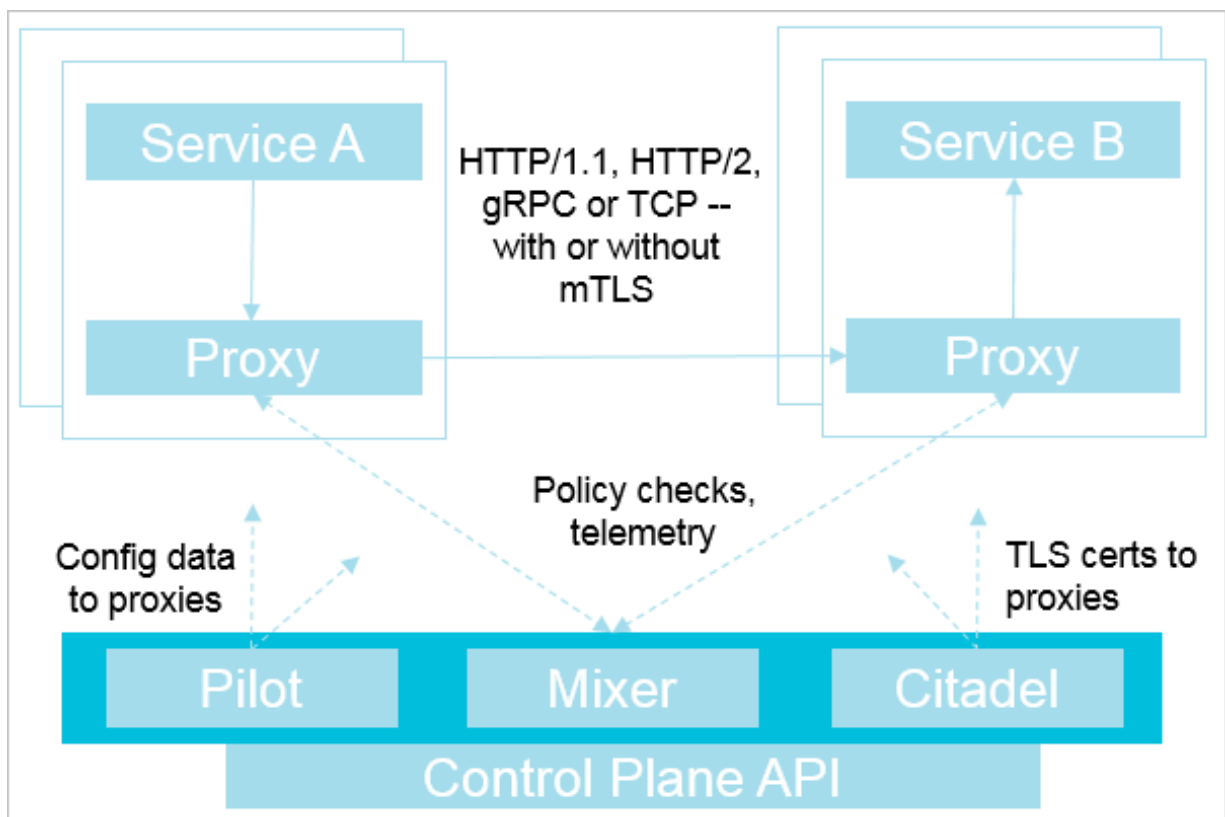 Service A
Service B
HTTP/1.1, HTTP/2,
gRPC or TCP --
with or without
mTLS
Proxy
Proxy
Policy checks,
telemetry
Config data
to proxies
TLS certs to
proxies
Pilot
Mixer
Citadel
Control Plane API